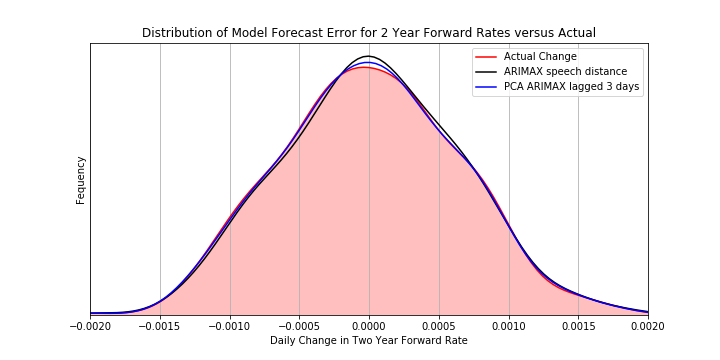 Distribution of Model Forecast Error for 2 Year Forward Rates versus Actual
Actual Change
ARIMAX speech distance
PCA ARIMAX lagged 3 days
Fequency
−0.0020 −0.0015 −0.0010 −0.0005 0.0000 0.0005 0.0010 0.0015 0.0020
Daily Change in Two Year Forward Rate